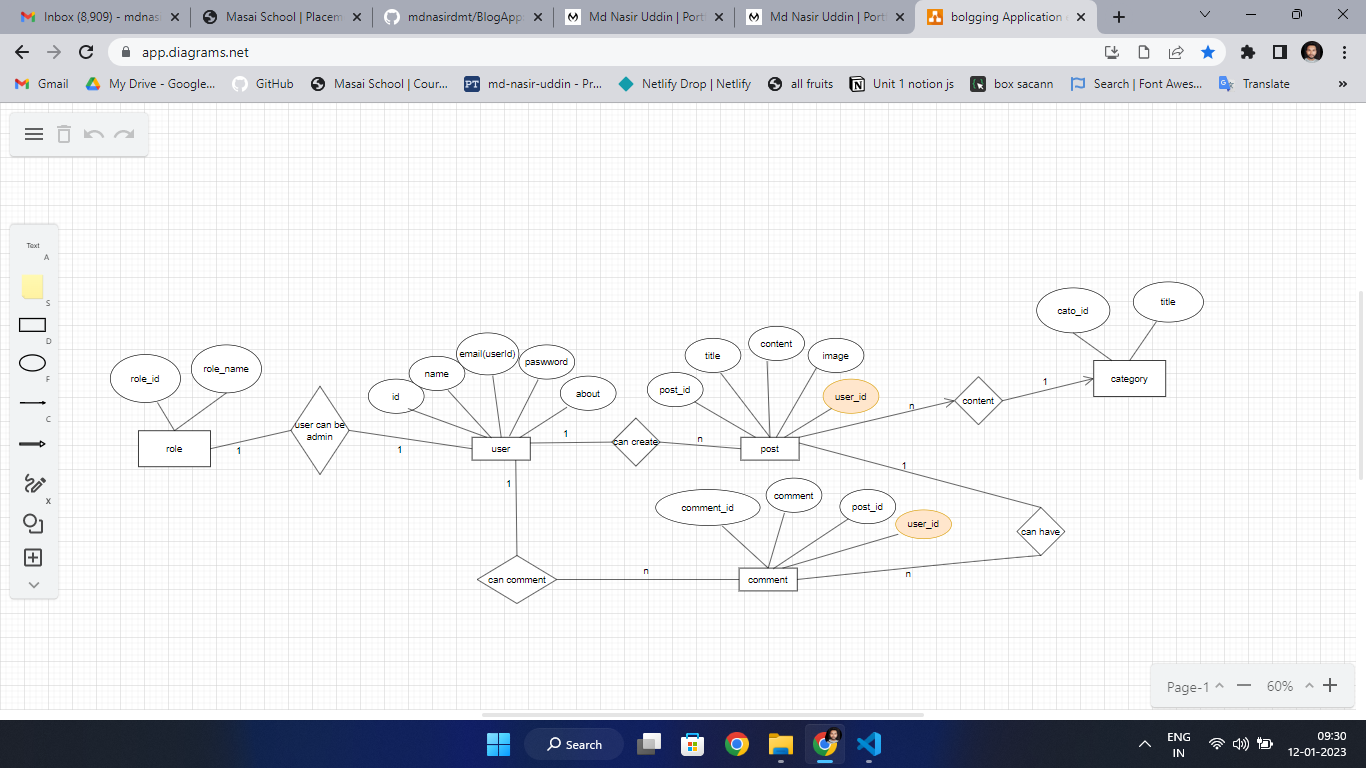 Inbox (8,909) - mdnas
Masai School | Placem
mdnasirdmt/BlogApp
Md Nasir Uddin | Port
Md Nasir Uddin | Port
bolgging Application
app.diagrams.net
Gmail
My Drive - Google...
GitHub
Masai School | Cour...
PT
md-nasir-uddin - Pr...
Netlify Drop | Netlify
all fruits
Unit 1 notion js
box sacann
Search | Font Awes...
Translate
»
Text
A
S
D
F
C
X
cato_id
title
category
role_id
role_name
role
1
user can be
admin
1
id
name
email(userId)
paswword
about
user
1
can create
n
post_id
title
content
image
user_id
post
n
content
1
1
can have
n
1
can comment
n
comment_id
comment
post_id
user_id
comment
Page-1
60%
Search
ENG
IN
09:30
12-01-2023